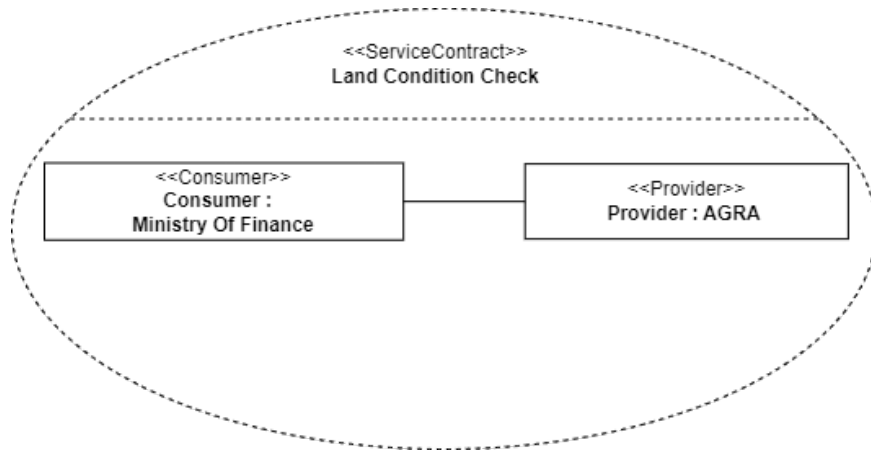 <<ServiceContract>>
Land Condition Check
<<Consumer>>
Consumer :
Ministry Of Finance
<<Provider>>
Provider : AGRA